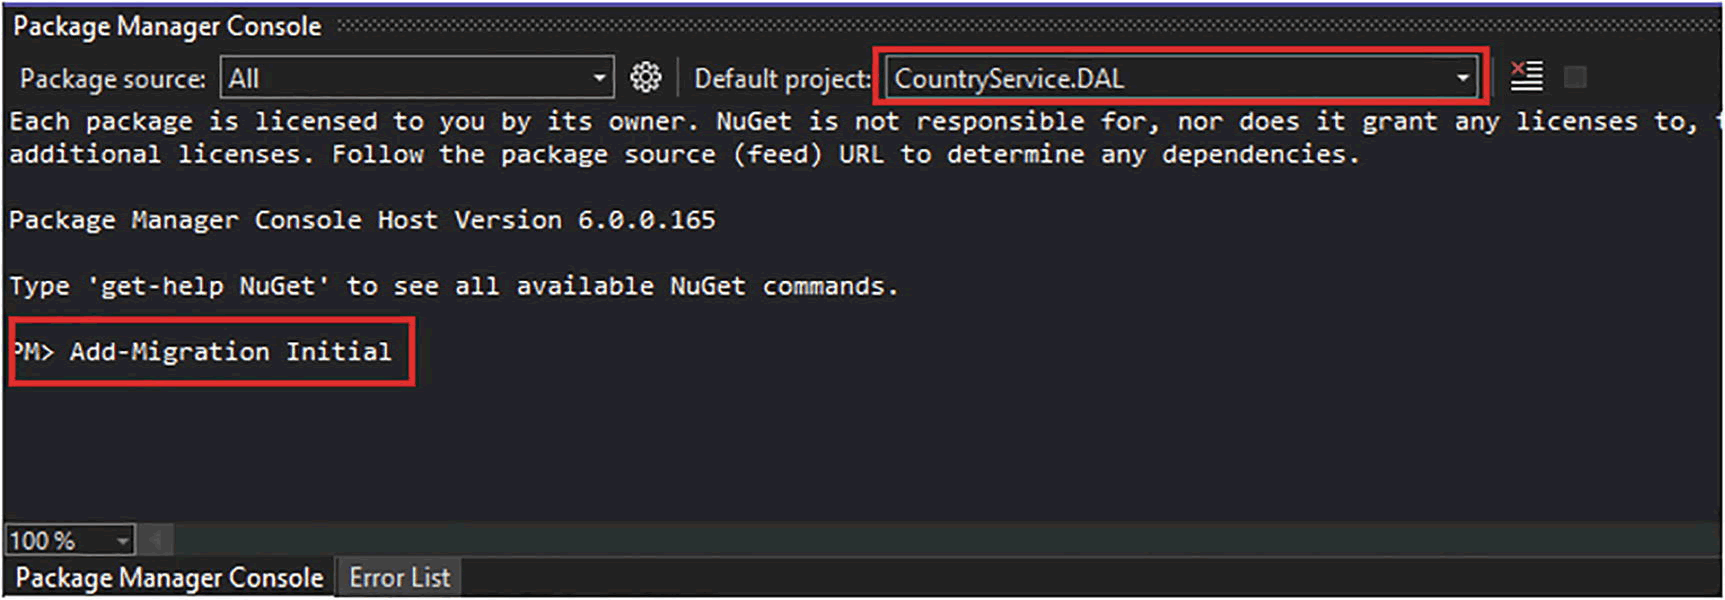 Package Manager Console
Package source: All Default project: CountryService.DAL
Each package is licensed to you by its owner. NuGet is not responsible for, nor does it grant any licenses to,
additional licenses. Follow the package source (feed) URL to determine any dependencies.
Package Manager Console Host Version 6.0.0.165
Type 'get-help NuGet' to see all available NuGet commands.
PM> Add-Migration Initial
100 %
Package Manager Console Error List